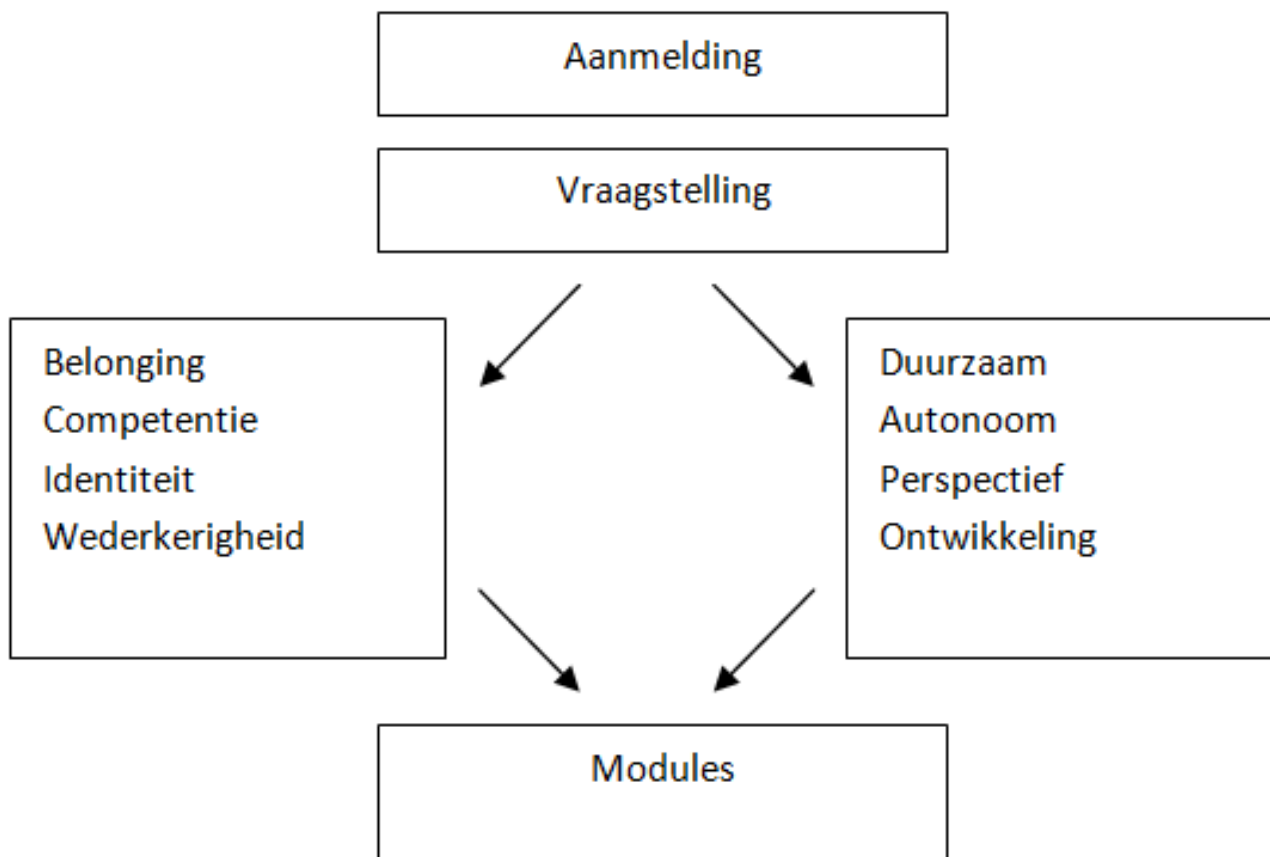 Aanmelding
Vraagstelling
Belonging
Competentie
Identiteit
Wederkerigheid
Duurzaam
Autonoom
Perspectief
Ontwikkeling
Modules